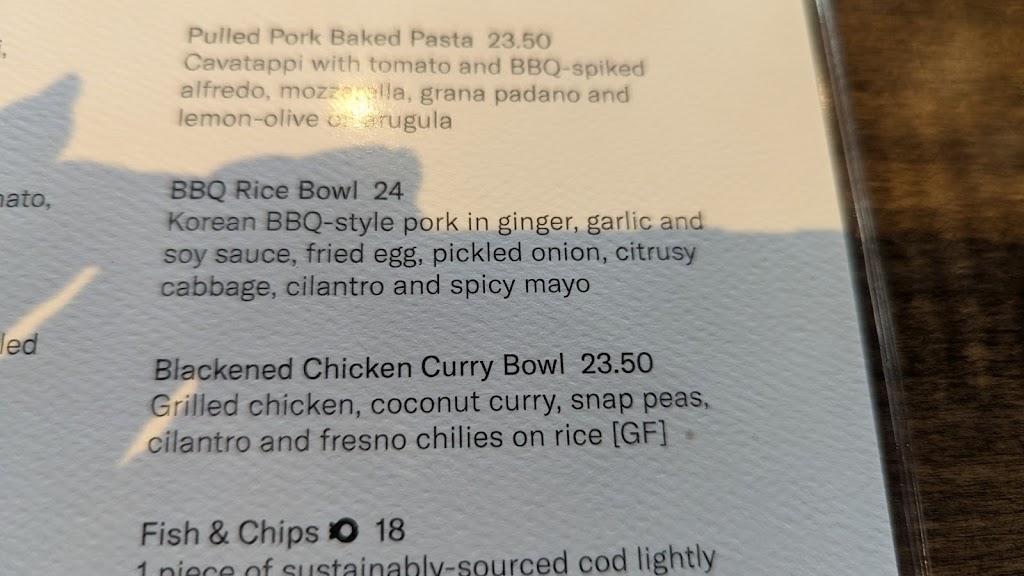 Pulled Pork Baked Pasta 23.50
Cavatappi with tomato and BBQ-spiked
alfredo, mozzarella, grana padano and
lemon-olive arugula
BBQ Rice Bowl 24
ato,
Korean BBQ-style pork in ginger, garlic and
soy sauce, fried egg, pickled onion, citrusy
cabbage, cilantro and spicy mayo
led
Blackened Chicken Curry Bowl 23.50
Grilled chicken, coconut curry, snap peas,
cilantro and fresno chilies on rice [GF]
Fish & Chips 18
1 piece of sustainably-sourced cod lightly